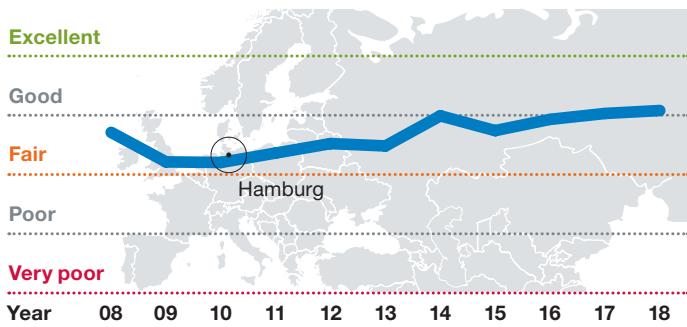 Excellent
Good
Fair
Hamburg
Poor
Very poor
Year 08 09 10 11 12 13 14 15 16 17 18